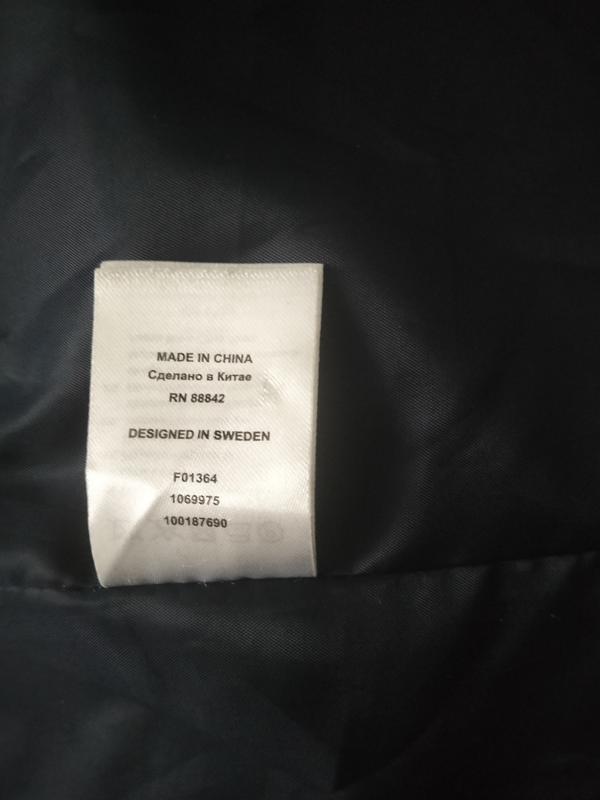 MADE IN CHINA
Сделано в Китае
RN 88842
DESIGNED IN SWEDEN
F01364
1069975
100187690